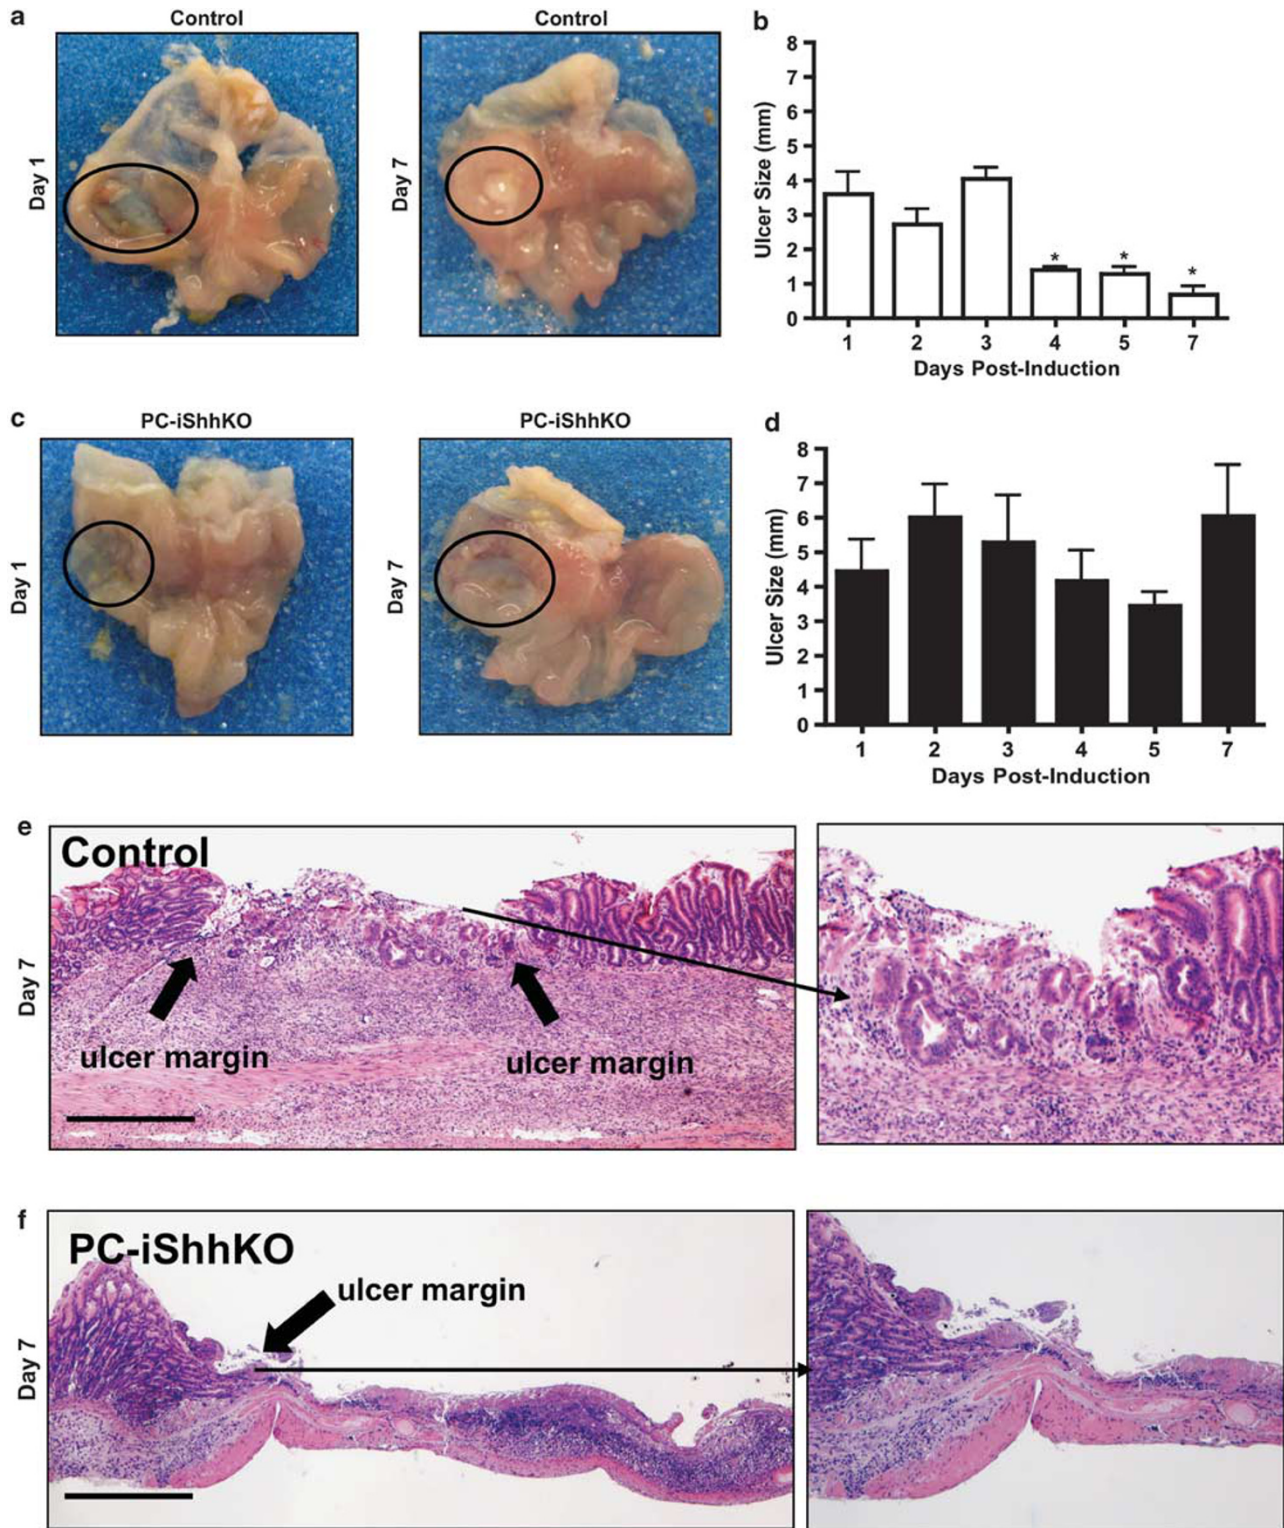 a
Control
Control
Day 1
Day 7
b
Ulcer Size (mm)
8
7
6
5
4
3
2
1
0
*
*
*
1 2 3 4 5 7
Days Post-Induction
c
PC-iShhKO
PC-iShhKO
Day 1
Day 7
d
Ulcer Size (mm)
8
7
6
5
4
3
2
1
0
1 2 3 4 5 7
Days Post-Induction
e
Control
Day 7
ulcer margin
ulcer margin
f
PC-iShhKO
Day 7
ulcer margin